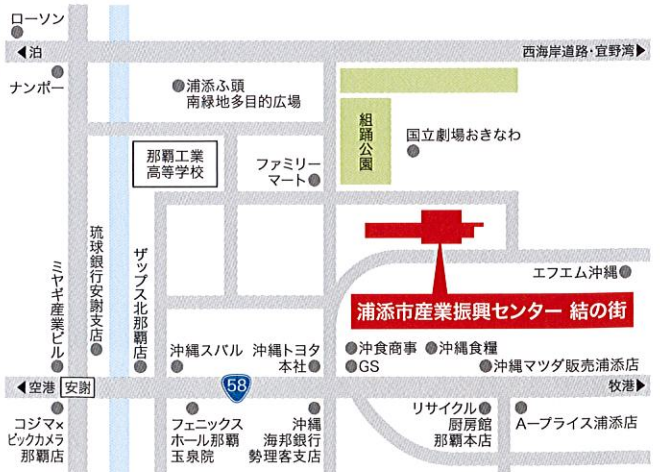 ローソン
◀泊
西海岸道路・宜野湾▶
ナンポー
浦添ふ頭
南緑地多目的広場
組踊公園
国立劇場おきなわ
那覇工業
高等学校
ファミリー
マート
琉球銀行安謝支店
ザップス北那覇店
ミヤギ産業ビル
エフエム沖縄
浦添市産業振興センター 結の街
沖縄スバル
沖縄トヨタ
本社
沖食商事
沖縄食糧
GS
沖縄マツダ販売浦添店
◀空港
安謝
58
牧港▶
コジマ×
ビックカメラ
那覇店
フェニックス
ホール那覇
玉泉院
沖縄
海邦銀行
勢理客支店
リサイクル
厨房館
那覇本店
A－プライス浦添店